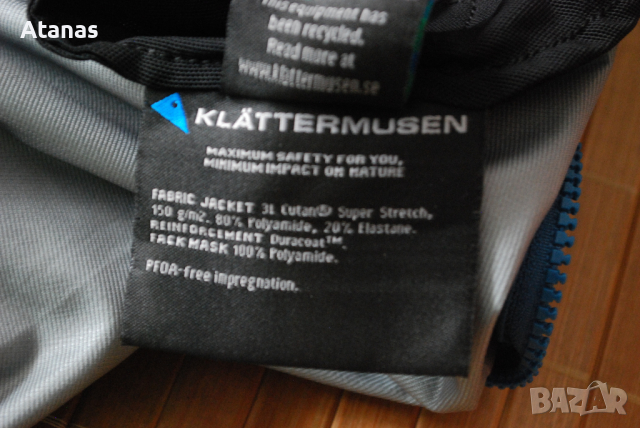 Atanas
This equipment has
been recycled.
Read more at
www.klattermusen.se
KLÄTTERMUSEN
MAXIMUM SAFETY FOR YOU,
MINIMUM IMPACT ON NATURE
FABRIC JACKET 3L Cutan® Super Stretch,
150 g/m2. 80% Polyamide, 20% Elastane.
REINFORCEMENT Duracoat™.
FACK MASK 100% Polyamide.
PFOA-free impregnation.
BAZAR